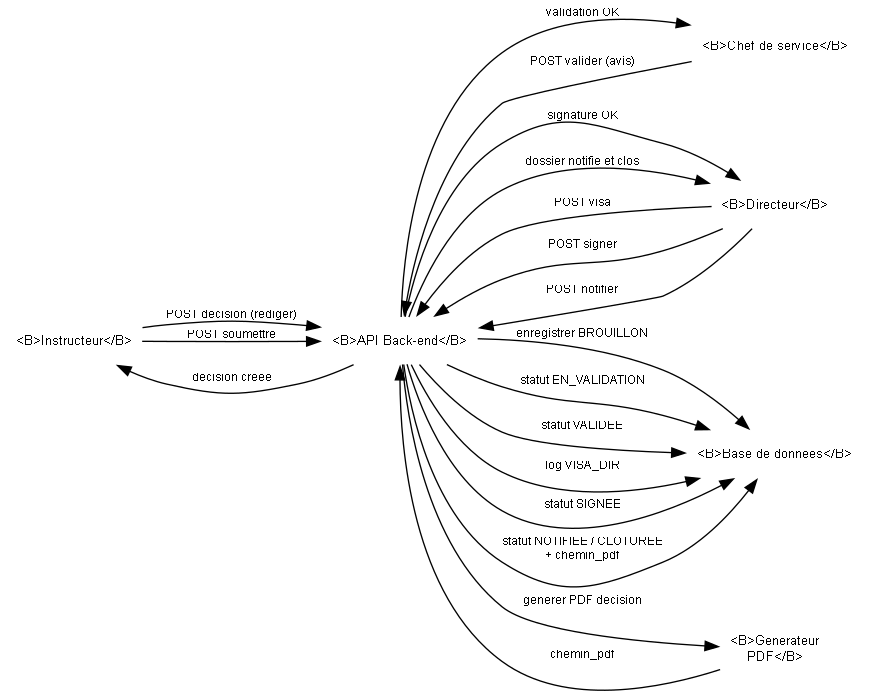 validation OK
<B>Chef de service</B>
POST valider (avis)
signature OK
dossier notifie et clos
POST visa
<B>Directeur</B>
POST signer
POST notifier
POST decision (rediger)
POST soumettre
<B>Instructeur</B>
<B>API Back-end</B>
enregistrer BROUILLON
decision creee
statut EN_VALIDATION
statut VALIDEE
<B>Base de donnees</B>
log VISA_DIR
statut SIGNEE
statut NOTIFIEE / CLOTUREE
+ chemin_pdf
generer PDF decision
<B>Generateur
PDF</B>
chemin_pdf